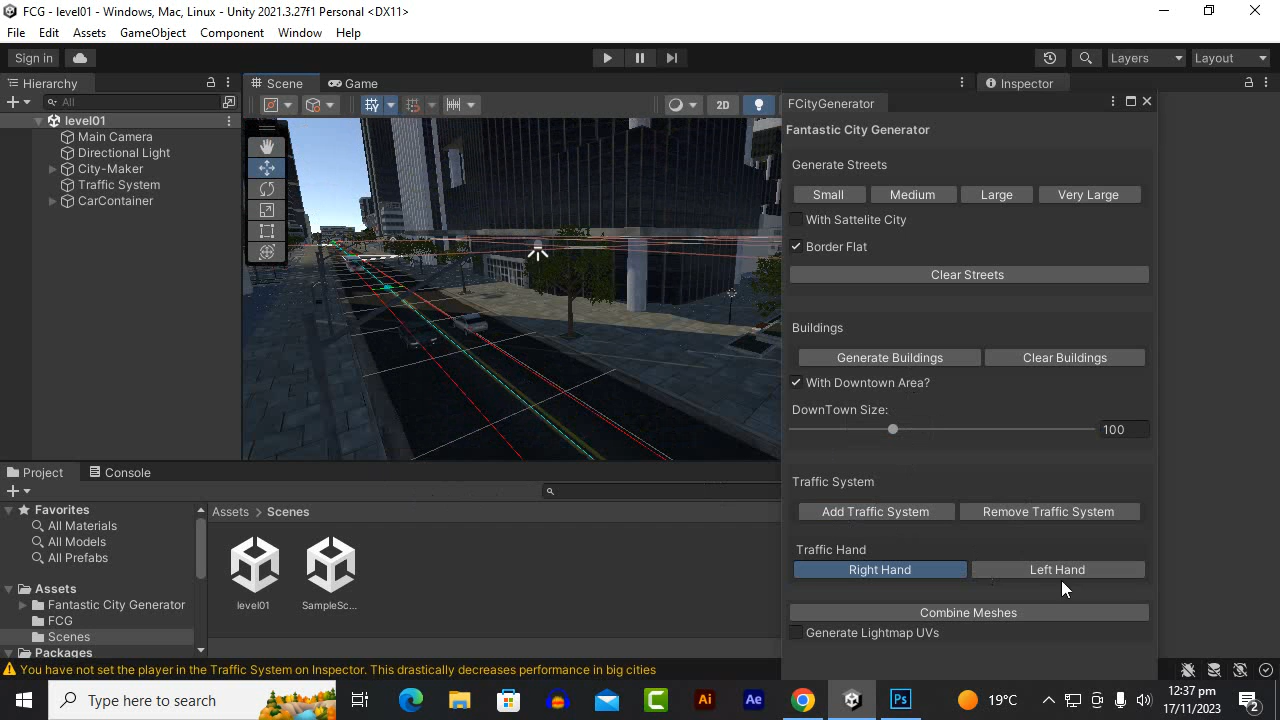 FCG - level01 - Windows, Mac, Linux - Unity 2021.3.27f1 Personal <DX11>
File Edit Assets GameObject Component Window Help
Sign in Layers Layout
Hierarchy Scene Game Inspector
All 2D FCityGenerator
level01
Main Camera
Directional Light
City-Maker
Traffic System
CarContainer
Fantastic City Generator
Generate Streets
Small Medium Large Very Large
With Sattelite City
Border Flat
Clear Streets
Buildings
Generate Buildings Clear Buildings
With Downtown Area?
DownTown Size:
100
Traffic System
Add Traffic System Remove Traffic System
Traffic Hand
Right Hand Left Hand
Combine Meshes
Generate Lightmap UVs
Project Console
Favorites
All Materials
All Models
All Prefabs
Assets
Fantastic City Generator
FCG
Scenes
Packages
Assets > Scenes
level01 SampleSc...
You have not set the player in the Traffic System on Inspector. This drastically decreases performance in big cities
Type here to search
C Ai Ae Ps
19°C
12:37 pm
17/11/2023
2